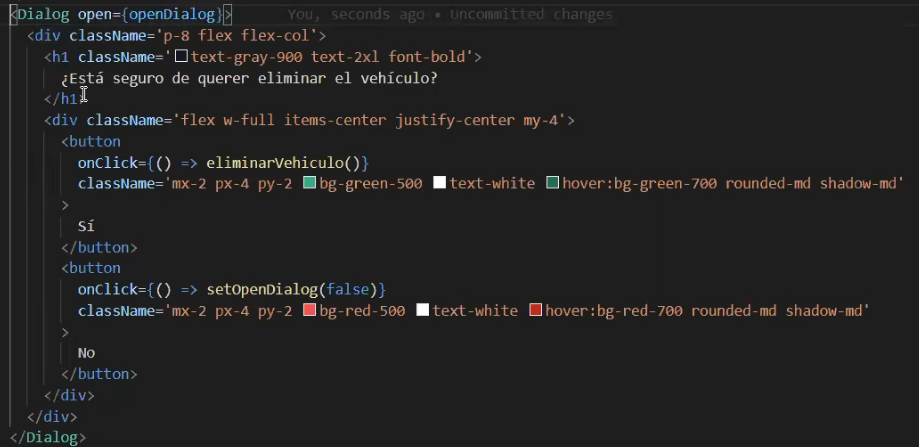 <Dialog open={openDialog}> You, seconds ago • Uncommitted changes
<div className='p-8 flex flex-col'>
<h1 className='text-gray-900 text-2xl font-bold'>
¿Está seguro de querer eliminar el vehículo?
</h1>
<div className='flex w-full items-center justify-center my-4'>
<button
onClick={() => eliminarVehiculo()}
className='mx-2 px-4 py-2 bg-green-500 text-white hover:bg-green-700 rounded-md shadow-md'
>
Sí
</button>
<button
onClick={() => setOpenDialog(false)}
className='mx-2 px-4 py-2 bg-red-500 text-white hover:bg-red-700 rounded-md shadow-md'
>
No
</button>
</div>
</div>
</Dialog>